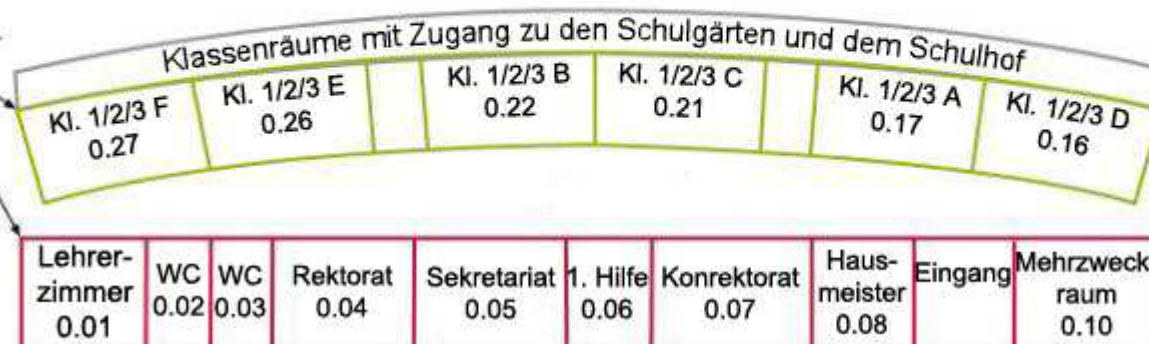 Klassenräume mit Zugang zu den Schulgärten und dem Schulhof
Kl. 1/2/3 F
0.27
Kl. 1/2/3 E
0.26
Kl. 1/2/3 B
0.22
Kl. 1/2/3 C
0.21
Kl. 1/2/3 A
0.17
Kl. 1/2/3 D
0.16
Lehrer-
zimmer
0.01
WC
0.02
WC
0.03
Rektorat
0.04
Sekretariat
0.05
1. Hilfe
0.06
Konrektorat
0.07
Haus-
meister
0.08
Eingang
Mehrzweck
raum
0.10